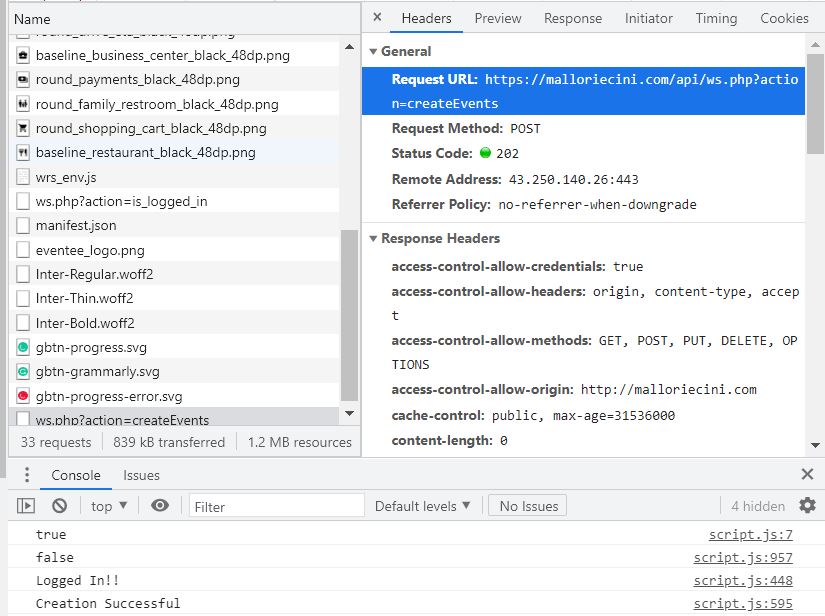 Name
round_drive_eta_black_48dp.png
baseline_business_center_black_48dp.png
round_payments_black_48dp.png
round_family_restroom_black_48dp.png
round_shopping_cart_black_48dp.png
baseline_restaurant_black_48dp.png
wrs_env.js
ws.php?action=is_logged_in
manifest.json
eventee_logo.png
Inter-Regular.woff2
Inter-Thin.woff2
Inter-Bold.woff2
gbtn-progress.svg
gbtn-grammarly.svg
gbtn-progress-error.svg
ws.php?action=createEvents
33 requests 839 kB transferred 1.2 MB resources
× Headers Preview Response Initiator Timing Cookies
General
Request URL: https://malloriecini.com/api/ws.php?actio
n=createEvents
Request Method: POST
Status Code: 202
Remote Address: 43.250.140.26:443
Referrer Policy: no-referrer-when-downgrade
Response Headers
access-control-allow-credentials: true
access-control-allow-headers: origin, content-type, accep
t
access-control-allow-methods: GET, POST, PUT, DELETE, OP
TIONS
access-control-allow-origin: http://malloriecini.com
cache-control: public, max-age=31536000
content-length: 0
Console Issues
top Filter Default levels No Issues 4 hidden
true script.js:7
false script.js:957
Logged In!! script.js:448
Creation Successful script.js:595